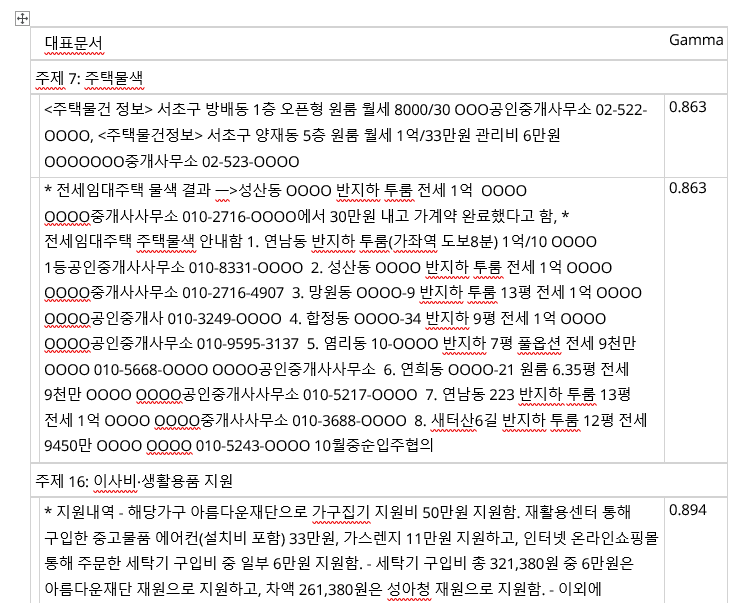 대표문서 Gamma
주제 7: 주택물색
<주택물건 정보> 서초구 방배동 1층 오픈형 원룸 월세 8000/30 OOO공인중개사무소 02-522- 0.863
OOOO, <주택물건정보> 서초구 양재동 5층 원룸 월세 1억/33만원 관리비 6만원
OOOOOOO중개사무소 02-523-OOOO
* 전세임대주택 물색 결과 —>성산동 OOOO 반지하 투룸 전세 1억  OOOO 0.863
OOOO중개사사무소 010-2716-OOOO에서 30만원 내고 가계약 완료했다고 함, *
전세임대주택 주택물색 안내함 1. 연남동 반지하 투룸(가좌역 도보8분) 1억/10 OOOO
1등공인중개사사무소 010-8331-OOOO  2. 성산동 OOOO 반지하 투룸 전세 1억 OOOO
OOOO중개사사무소 010-2716-4907  3. 망원동 OOOO-9 반지하 투룸 13평 전세 1억 OOOO
OOOO공인중개사 010-3249-OOOO  4. 합정동 OOOO-34 반지하 9평 전세 1억 OOOO
OOOO공인중개사사무소 010-9595-3137  5. 염리동 10-OOOO 반지하 7평 풀옵션 전세 9천만
OOOO 010-5668-OOOO OOOO공인중개사사무소  6. 연희동 OOOO-21 원룸 6.35평 전세
9천만 OOOO OOOO공인중개사사무소 010-5217-OOOO  7. 연남동 223 반지하 투룸 13평
전세 1억 OOOO OOOO중개사사무소 010-3688-OOOO  8. 새터산6길 반지하 투룸 12평 전세
9450만 OOOO OOOO 010-5243-OOOO 10월중순입주협의
주제 16: 이사비·생활용품 지원
* 지원내역 - 해당가구 아름다운재단으로 가구집기 지원비 50만원 지원함. 재활용센터 통해 0.894
구입한 중고물품 에어컨(설치비 포함) 33만원, 가스렌지 11만원 지원하고, 인터넷 온라인쇼핑몰
통해 주문한 세탁기 구입비 중 일부 6만원 지원함. - 세탁기 구입비 총 321,380원 중 6만원은
아름다운재단 재원으로 지원하고, 차액 261,380원은 성아청 재원으로 지원함. - 이외에